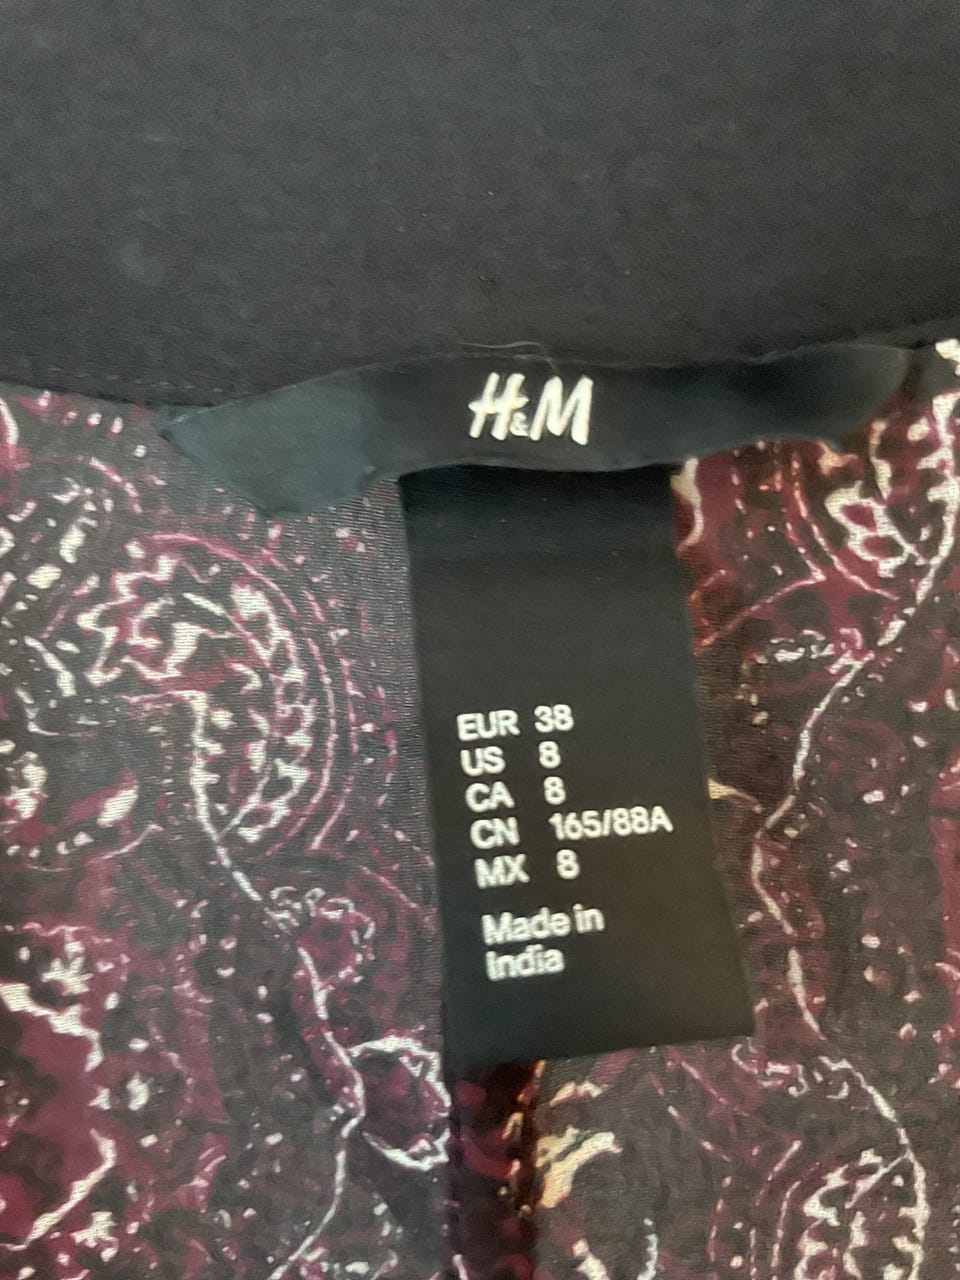 H&M
EUR 38
US 8
CA 8
CN 165/88A
MX 8
Made in
India